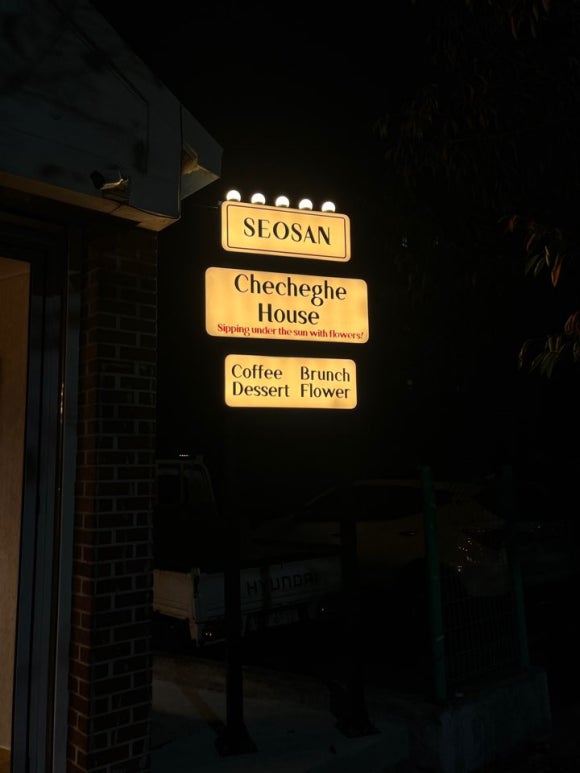 SEOSAN
Checheghe
House
Sipping under the sun with flowers!
Coffee Brunch
Dessert Flower
HYUNDAI